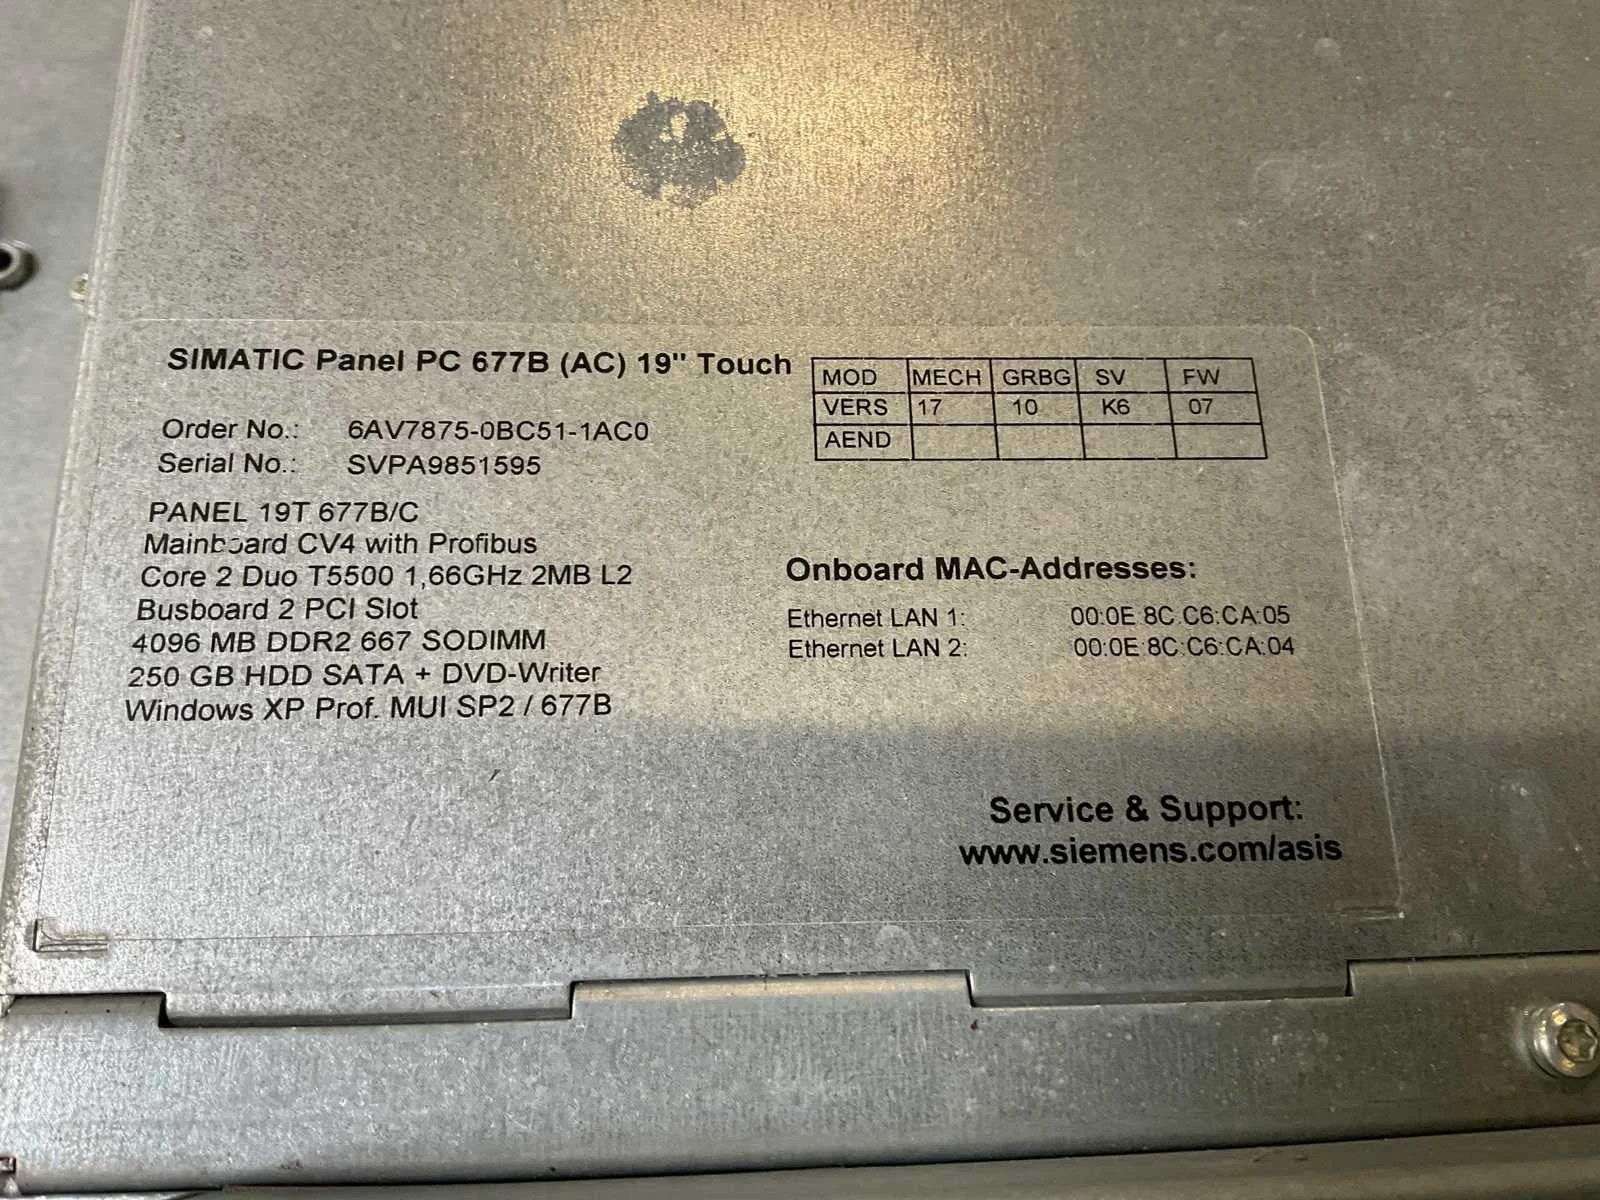 SIMATIC Panel PC 677B (AC) 19" Touch
Order No.: 6AV7875-0BC51-1AC0
Serial No.: SVPA9851595
MOD MECH GRBG SV FW
VERS 17 10 K6 07
AEND
PANEL 19T 677B/C
Mainboard CV4 with Profibus
Core 2 Duo T5500 1,66GHz 2MB L2
Busboard 2 PCI Slot
4096 MB DDR2 667 SODIMM
250 GB HDD SATA + DVD-Writer
Windows XP Prof. MUI SP2 / 677B
Onboard MAC-Addresses:
Ethernet LAN 1: 00:0E:8C:C6:CA:05
Ethernet LAN 2: 00:0E:8C:C6:CA:04
Service & Support:
www.siemens.com/asis